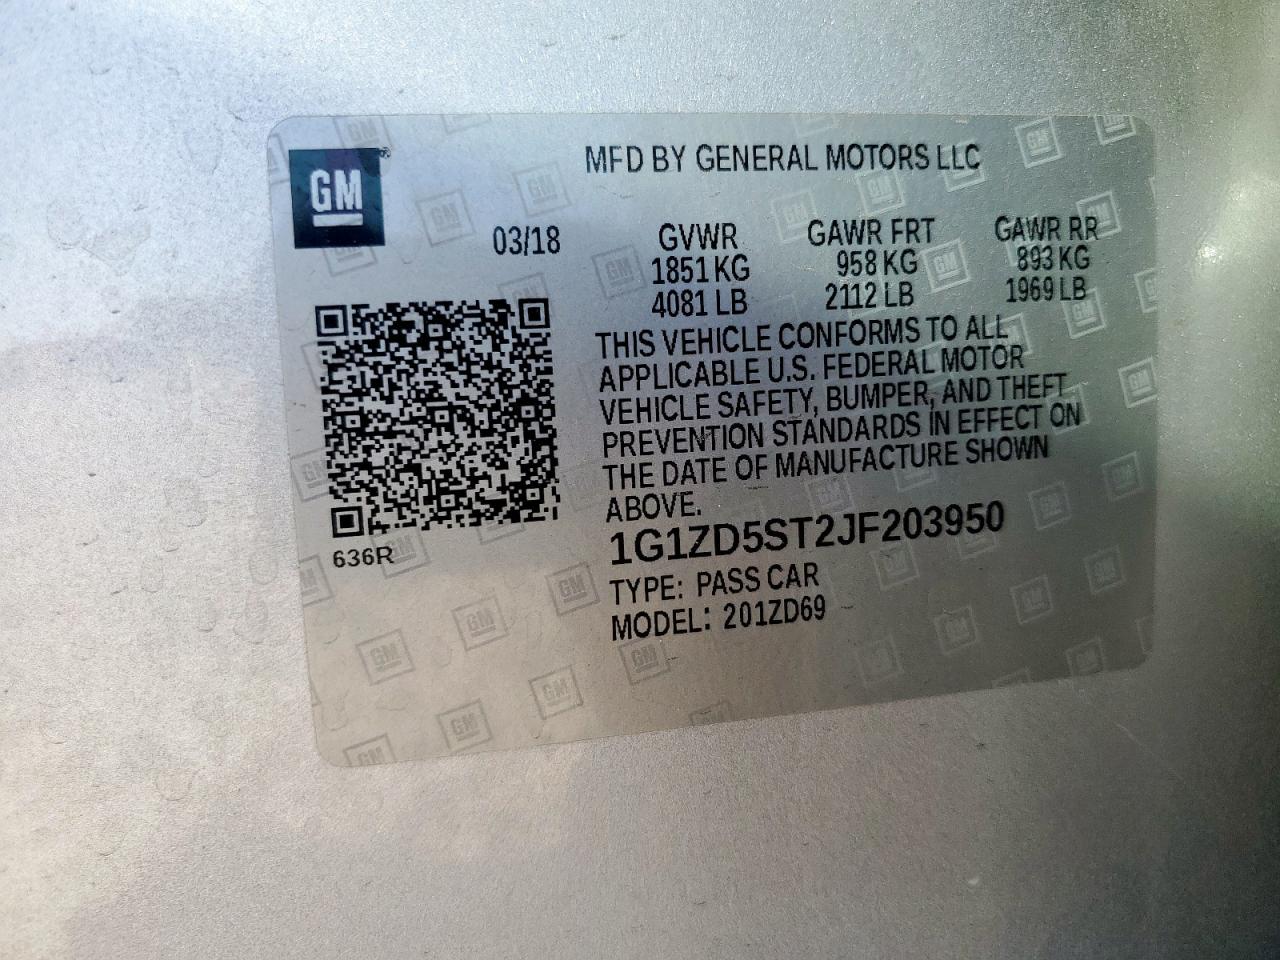 GM®
MFD BY GENERAL MOTORS LLC
03/18
GVWR GAWR FRT GAWR RR
1851 KG 958 KG 893 KG
4081 LB 2112 LB 1969 LB
THIS VEHICLE CONFORMS TO ALL
APPLICABLE U.S. FEDERAL MOTOR
VEHICLE SAFETY, BUMPER, AND THEFT
PREVENTION STANDARDS IN EFFECT ON
THE DATE OF MANUFACTURE SHOWN
ABOVE.
1G1ZD5ST2JF203950
TYPE: PASS CAR
MODEL: 201ZD69
636R